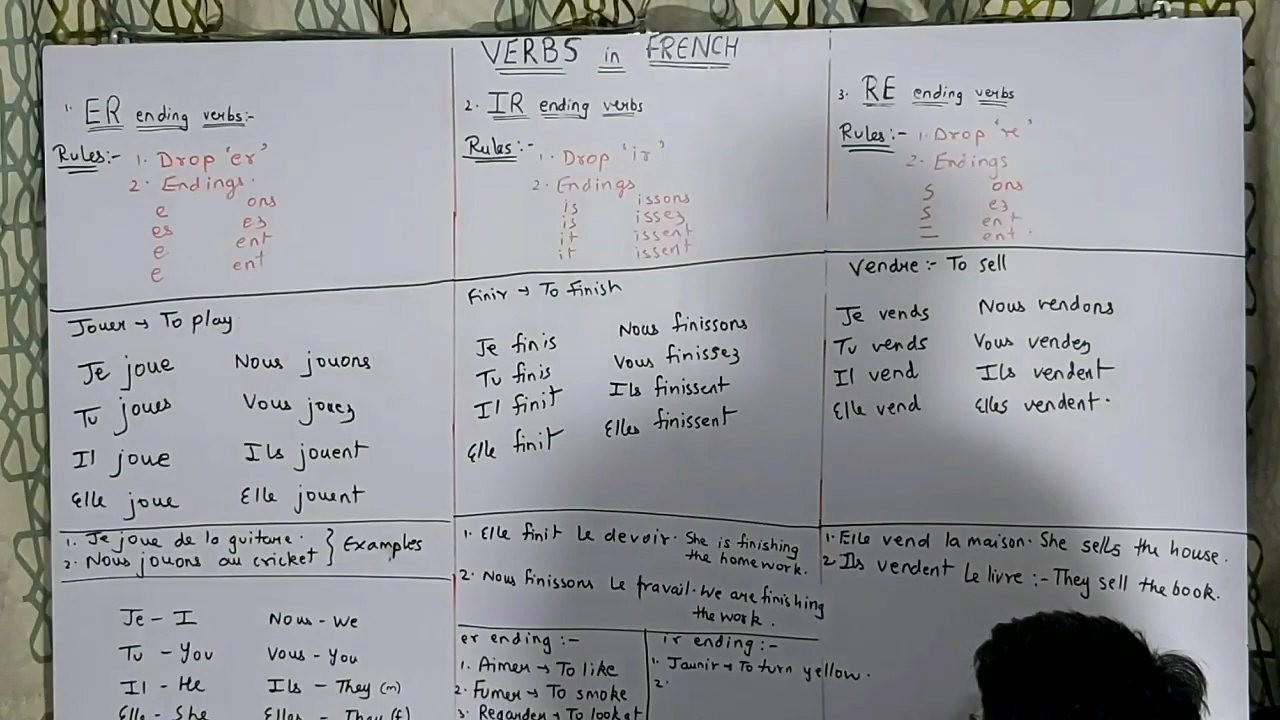 VERBS in FRENCH
1. ER ending verbs:-
Rules:- 1. Drop 'er'
2. Endings.
e ons
es ez
e ent
e ent
Jouer → To play
Je joue Nous jouons
Tu joues Vous jouez
Il joue Ils jouent
Elle joue Elle jouent
1. Je joue de la guitare.
2. Nous jouons au cricket } Examples
Je - I Nous - We
Tu - You Vous - You
Il - He Ils - They (m)
Elle - She Elles - They (f)
2. IR ending verbs
Rules:- 1. Drop 'ir'
2. Endings
is issons
is issez
it issent
it issent
Finir → To finish
Je finis Nous finissons
Tu finis Vous finissez
Il finit Ils finissent
Elle finit Elles finissent
1. Elle finit le devoir. She is finishing
the homework.
2. Nous finissons le travail. We are finishing
the work.
er ending:-
1. Aimer → To like
2. Fumer → To smoke
3. Regarder → To look at
ir ending:-
1. Jaunir → To turn yellow.
2.
3. RE ending verbs
Rules:- 1. Drop 're'
2. Endings
s ons
s ez
— ent
ent.
Vendre:- To sell
Je vends Nous vendons
Tu vends Vous vendez
Il vend Ils vendent
Elle vend Elles vendent.
1. Elle vend la maison. She sells the house.
2. Ils vendent le livre:- They sell the book.